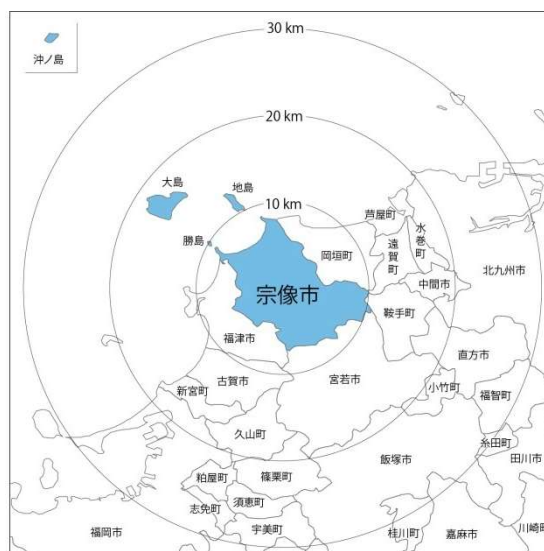 30 km
沖ノ島
20 km
大島
地島
10 km
芦屋町
水巻町
勝島
岡垣町
遠賀町
北九州市
中間市
宗像市
鞍手町
福津市
直方市
古賀市
宮若市
小竹町
新宮町
福智町
久山町
糸田町
飯塚市
田川市
粕屋町
篠栗町
須恵町
志免町
福岡市
宇美町
桂川町
嘉麻市
川崎町